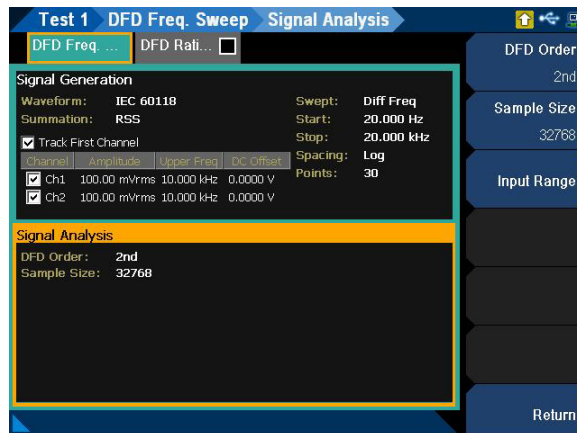 Test 1 DFD Freq. Sweep Signal Analysis
DFD Freq. ... DFD Rati...
Signal Generation
Waveform: IEC 60118
Summation: RSS
Track First Channel
Channel Amplitude Upper Freq DC Offset
Ch1 100.00 mVrms 10.000 kHz 0.0000 V
Ch2 100.00 mVrms 10.000 kHz 0.0000 V
Swept: Diff Freq
Start: 20.000 Hz
Stop: 20.000 kHz
Spacing: Log
Points: 30
Signal Analysis
DFD Order: 2nd
Sample Size: 32768
DFD Order
2nd
Sample Size
32768
Input Range
Return